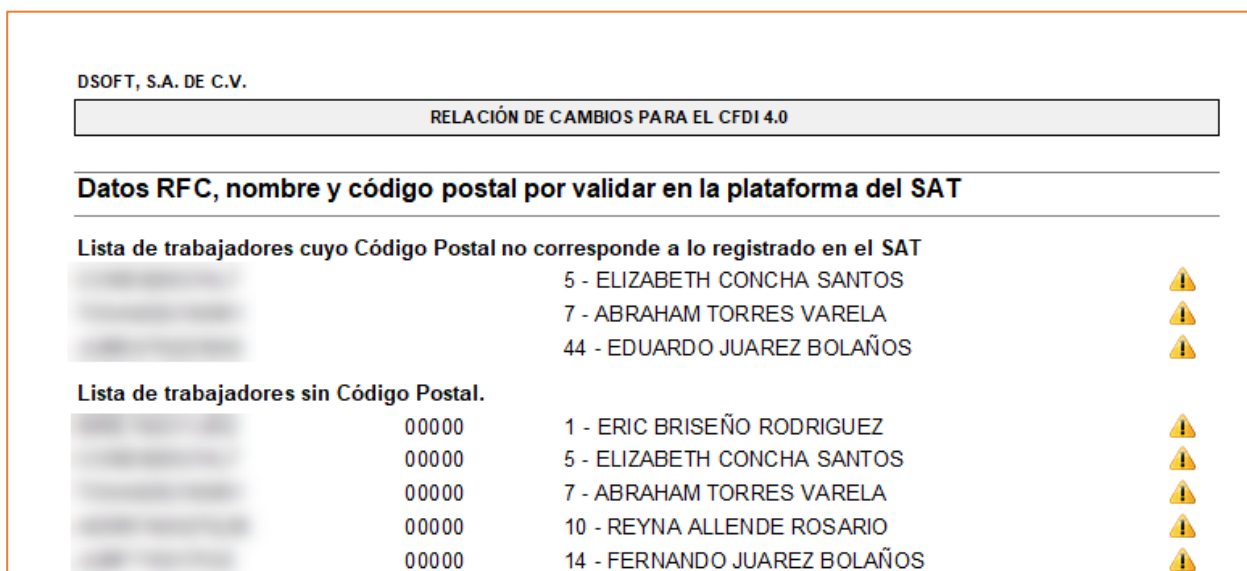 DSOFT, S.A. DE C.V.
RELACIÓN DE CAMBIOS PARA EL CFDI 4.0
Datos RFC, nombre y código postal por validar en la plataforma del SAT
Lista de trabajadores cuyo Código Postal no corresponde a lo registrado en el SAT
5 - ELIZABETH CONCHA SANTOS
7 - ABRAHAM TORRES VARELA
44 - EDUARDO JUAREZ BOLAÑOS
Lista de trabajadores sin Código Postal.
00000 1 - ERIC BRISEÑO RODRIGUEZ
00000 5 - ELIZABETH CONCHA SANTOS
00000 7 - ABRAHAM TORRES VARELA
00000 10 - REYNA ALLENDE ROSARIO
00000 14 - FERNANDO JUAREZ BOLAÑOS